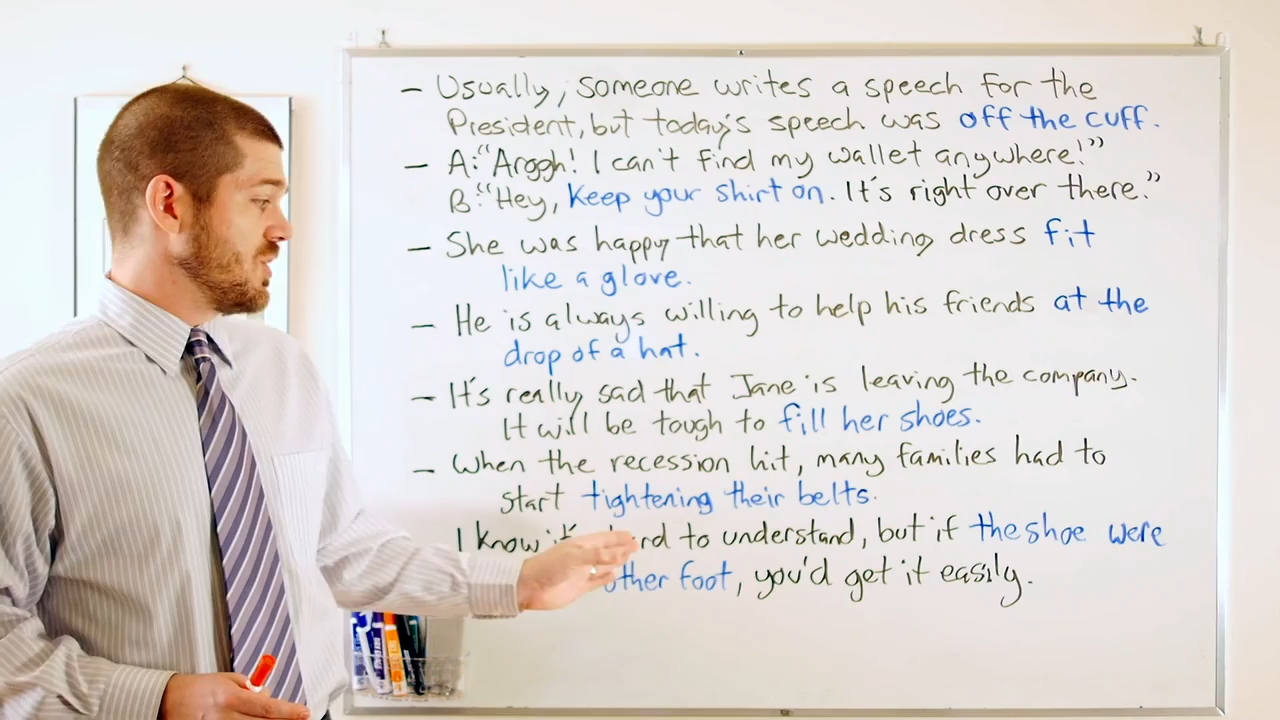 - Usually, someone writes a speech for the
President, but today's speech was off the cuff.
- A: "Arggh! I can't find my wallet anywhere!"
B: "Hey, keep your shirt on. It's right over there."
- She was happy that her wedding dress fit
like a glove.
- He is always willing to help his friends at the
drop of a hat.
- It's really sad that Jane is leaving the company.
It will be tough to fill her shoes.
- When the recession hit, many families had to
start tightening their belts.
I know it's to understand, but if the shoe were
foot, you'd get it easily.